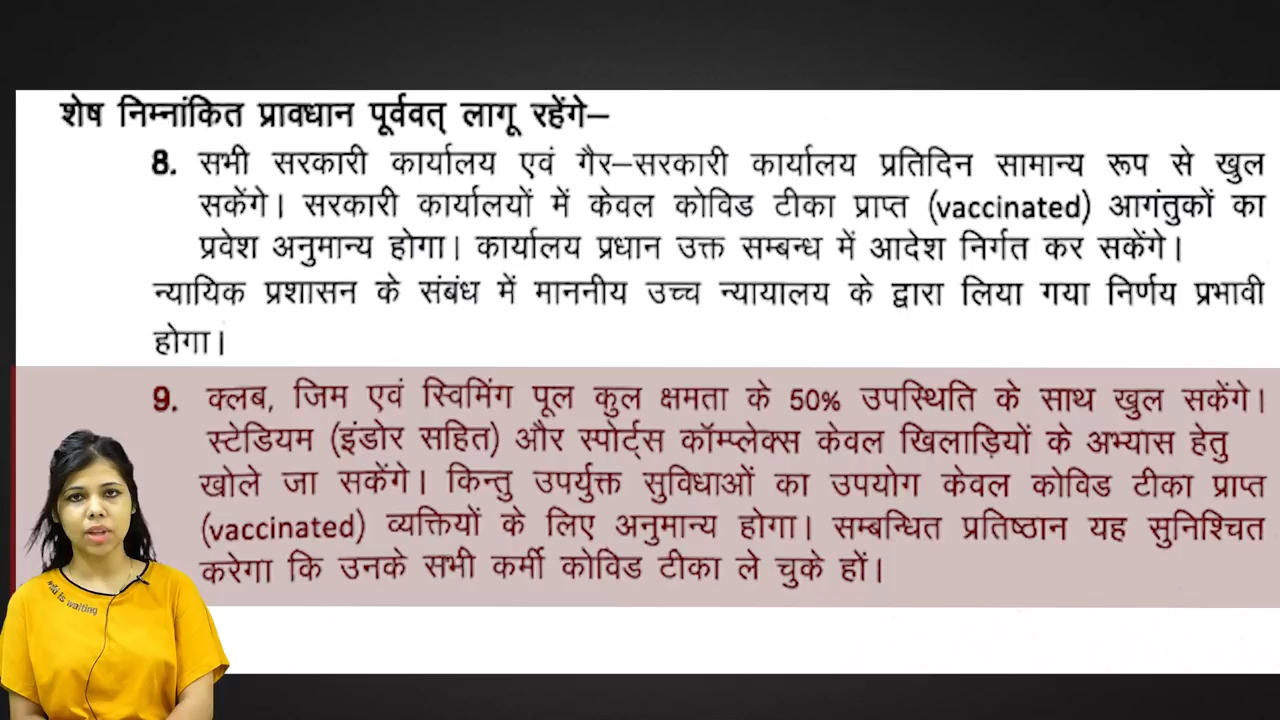 शेष निम्नांकित प्रावधान पूर्ववत् लागू रहेंगे–
8. सभी सरकारी कार्यालय एवं गैर–सरकारी कार्यालय प्रतिदिन सामान्य रूप से खुल
सकेंगे। सरकारी कार्यालयों में केवल कोविड टीका प्राप्त (vaccinated) आगंतुकों का
प्रवेश अनुमान्य होगा। कार्यालय प्रधान उक्त सम्बन्ध में आदेश निर्गत कर सकेंगे।
न्यायिक प्रशासन के संबंध में माननीय उच्च न्यायालय के द्वारा लिया गया निर्णय प्रभावी
होगा।
9. क्लब, जिम एवं स्विमिंग पूल कुल क्षमता के 50% उपस्थिति के साथ खुल सकेंगे।
स्टेडियम (इंडोर सहित) और स्पोर्ट्स कॉम्प्लेक्स केवल खिलाड़ियों के अभ्यास हेतु
खोले जा सकेंगे। किन्तु उपर्युक्त सुविधाओं का उपयोग केवल कोविड टीका प्राप्त
(vaccinated) व्यक्तियों के लिए अनुमान्य होगा। सम्बन्धित प्रतिष्ठान यह सुनिश्चित
करेगा कि उनके सभी कर्मी कोविड टीका ले चुके हों।
is waiting